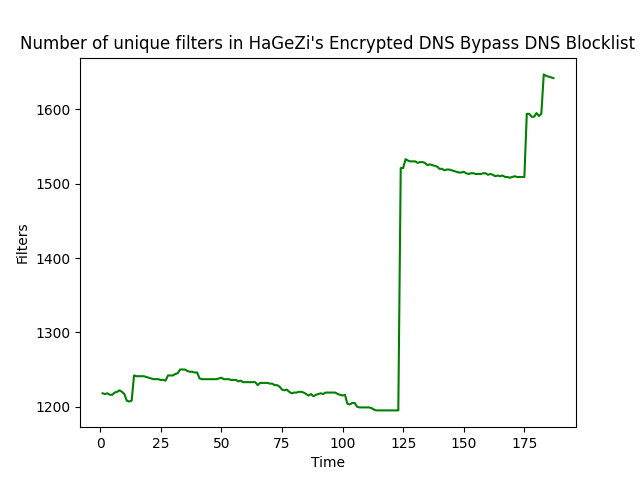 Number of unique filters in HaGeZi's Encrypted DNS Bypass DNS Blocklist
Filters
1600
1500
1400
1300
1200
0 25 50 75 100 125 150 175
Time